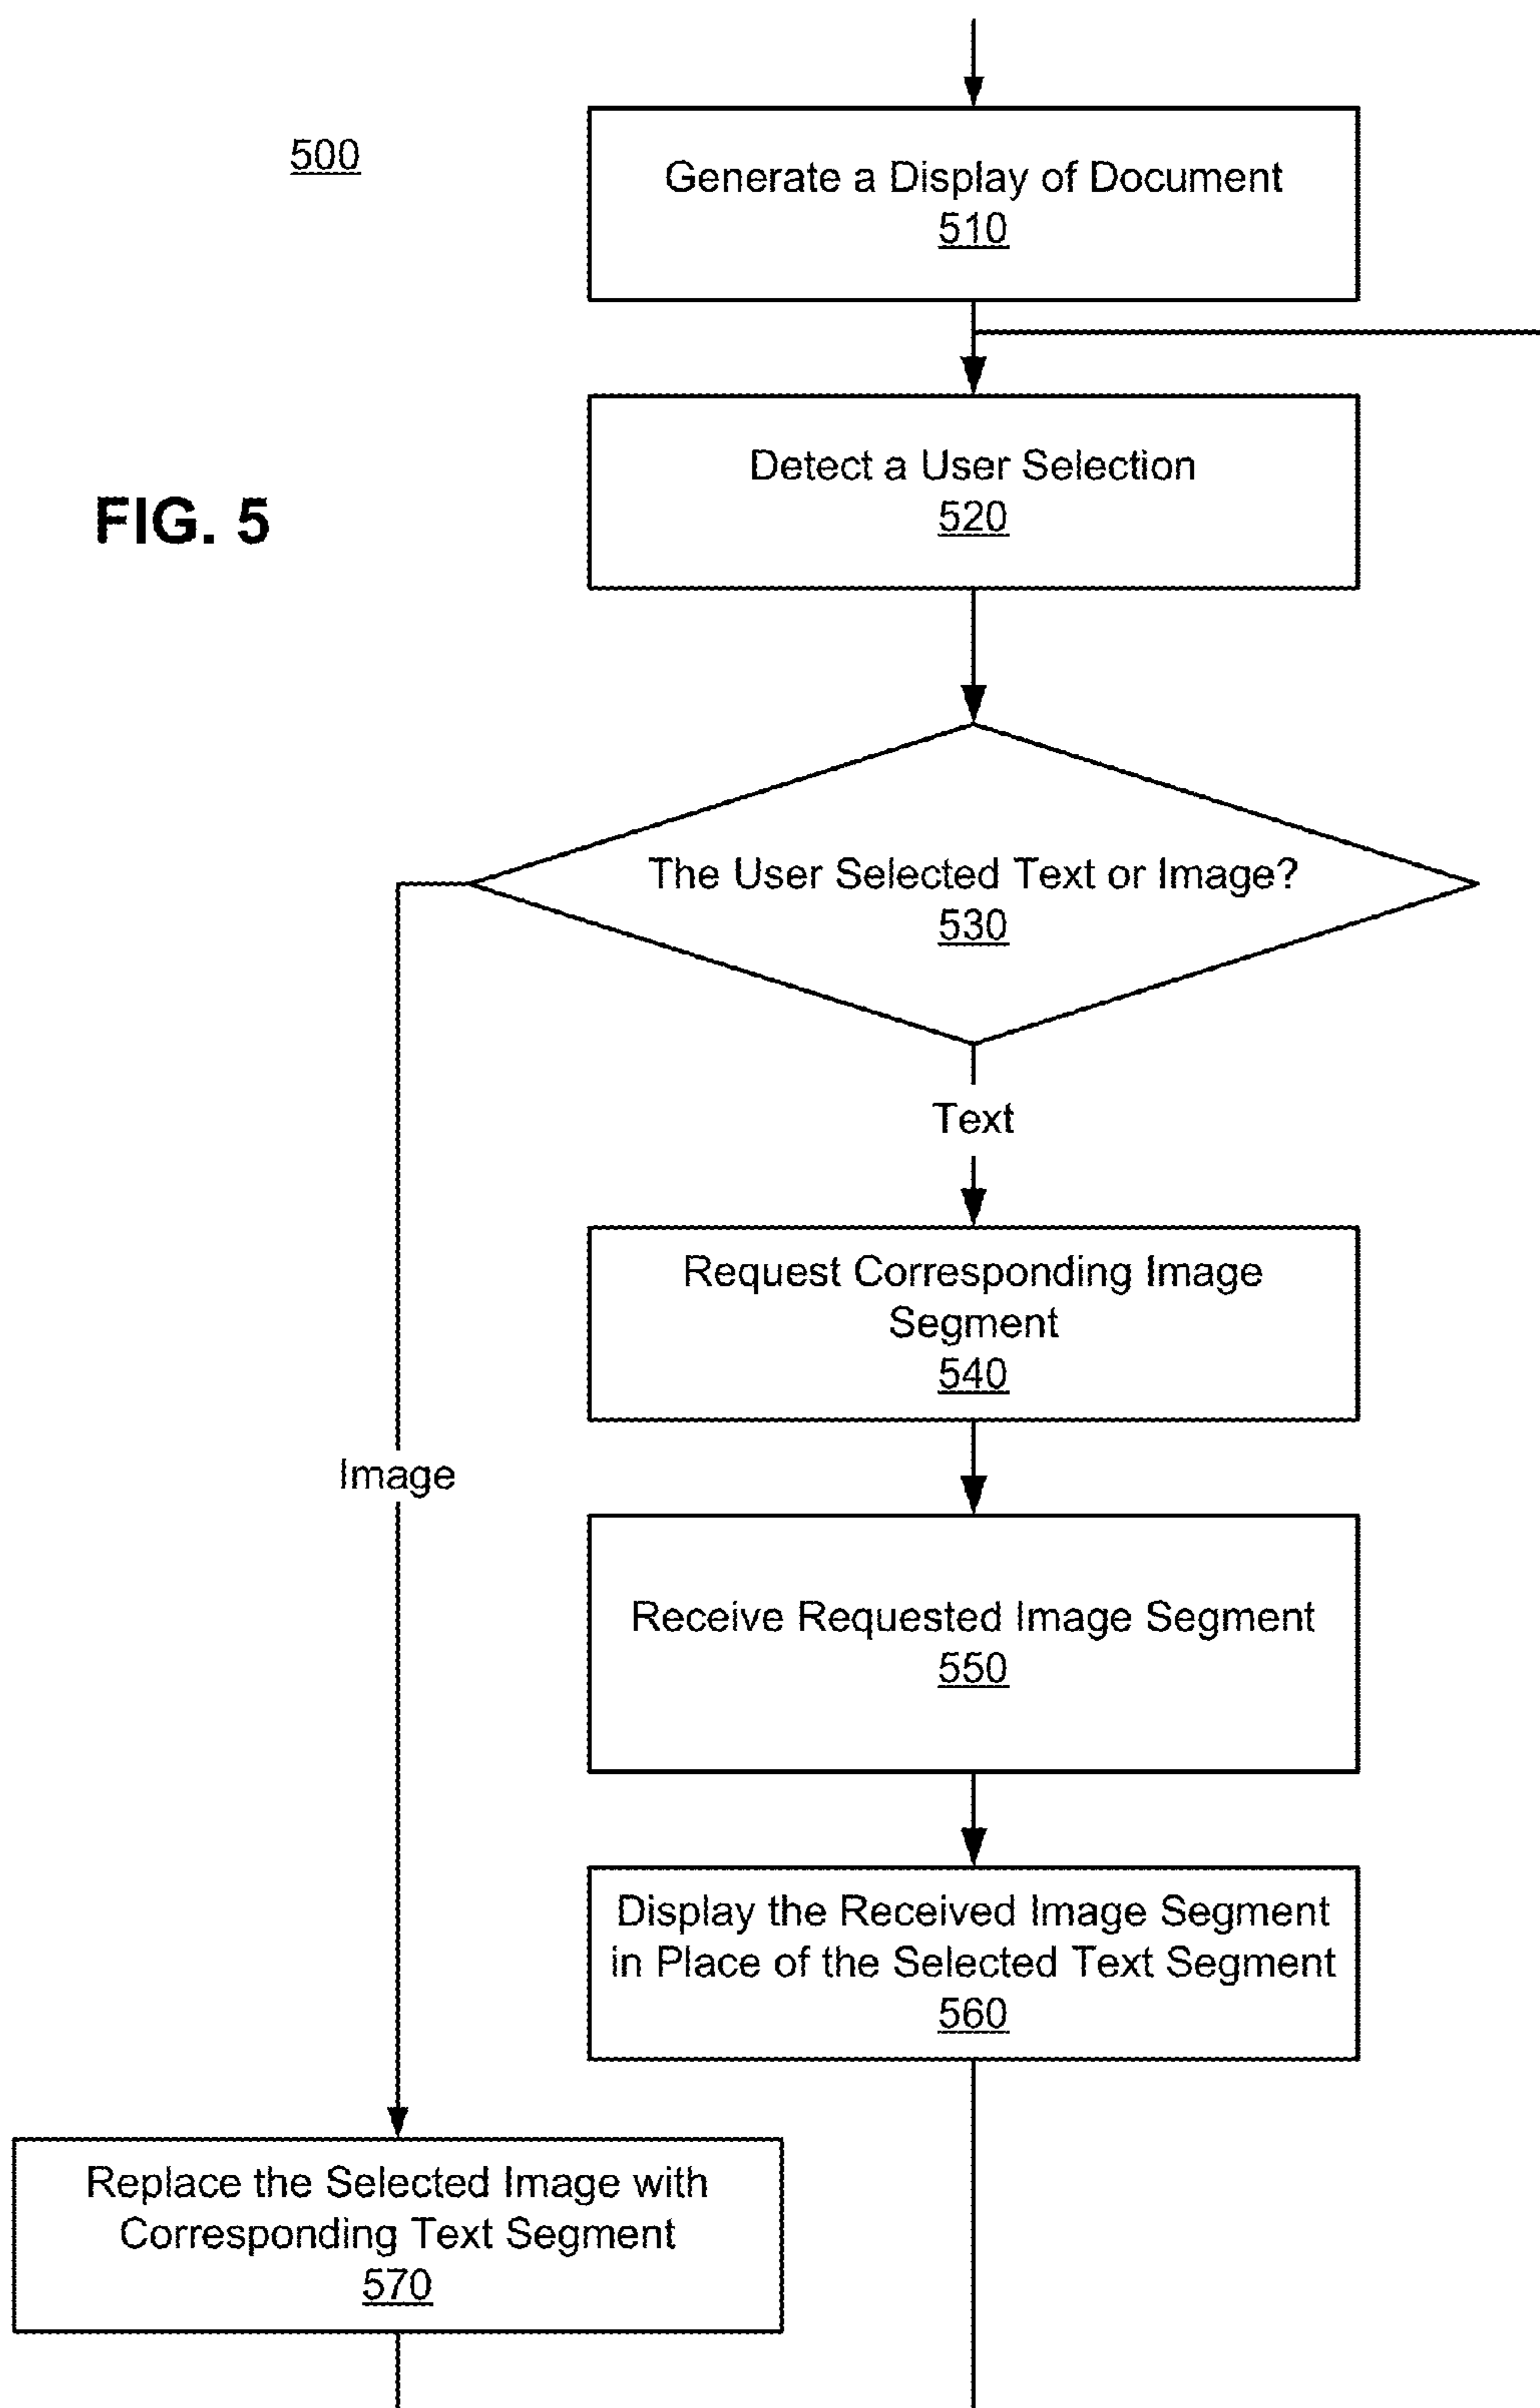 500
Generate a Display of Document
510
FIG. 5
Detect a User Selection
520
The User Selected Text or Image?
530
Text
Request Corresponding Image
Segment
540
Image
Receive Requested Image Segment
550
Display the Received Image Segment
in Place of the Selected Text Segment
560
Replace the Selected Image with
Corresponding Text Segment
570